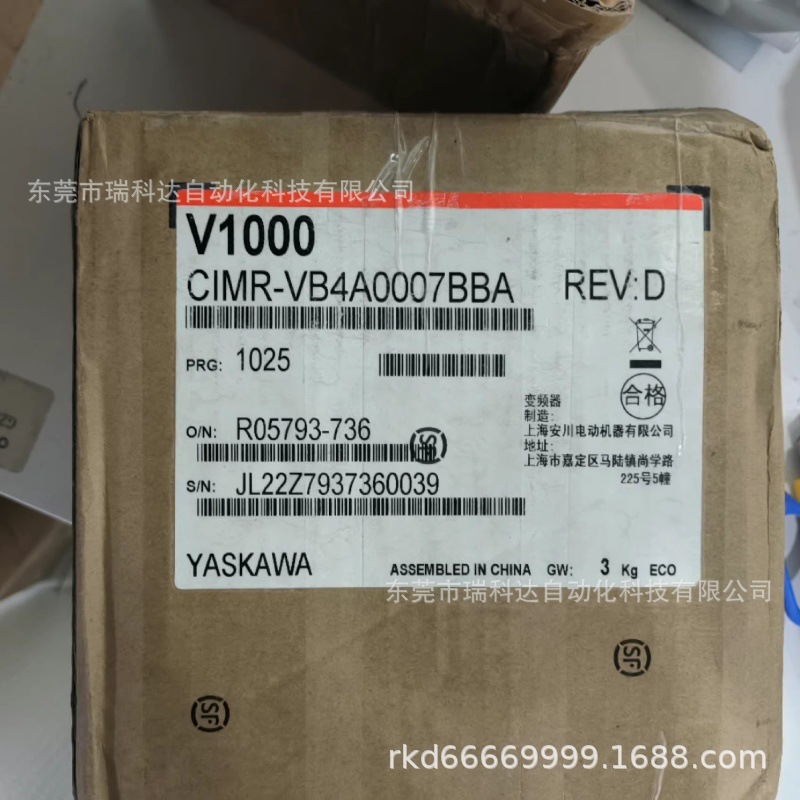 东莞市瑞科达自动化科技有限公司
V1000
CIMR-VB4A0007BBA REV:D
PRG: 1025
合格
变频器
制造:
上海安川电动机器有限公司
地址:
上海市嘉定区马陆镇尚学路
225号5幢
O/N: R05793-736
SF
S/N: JL22Z7937360039
YASKAWA ASSEMBLED IN CHINA GW: 3 Kg ECO
东莞市瑞科达自动化科技有限公司
SF
SF
rkd66669999.1688.com